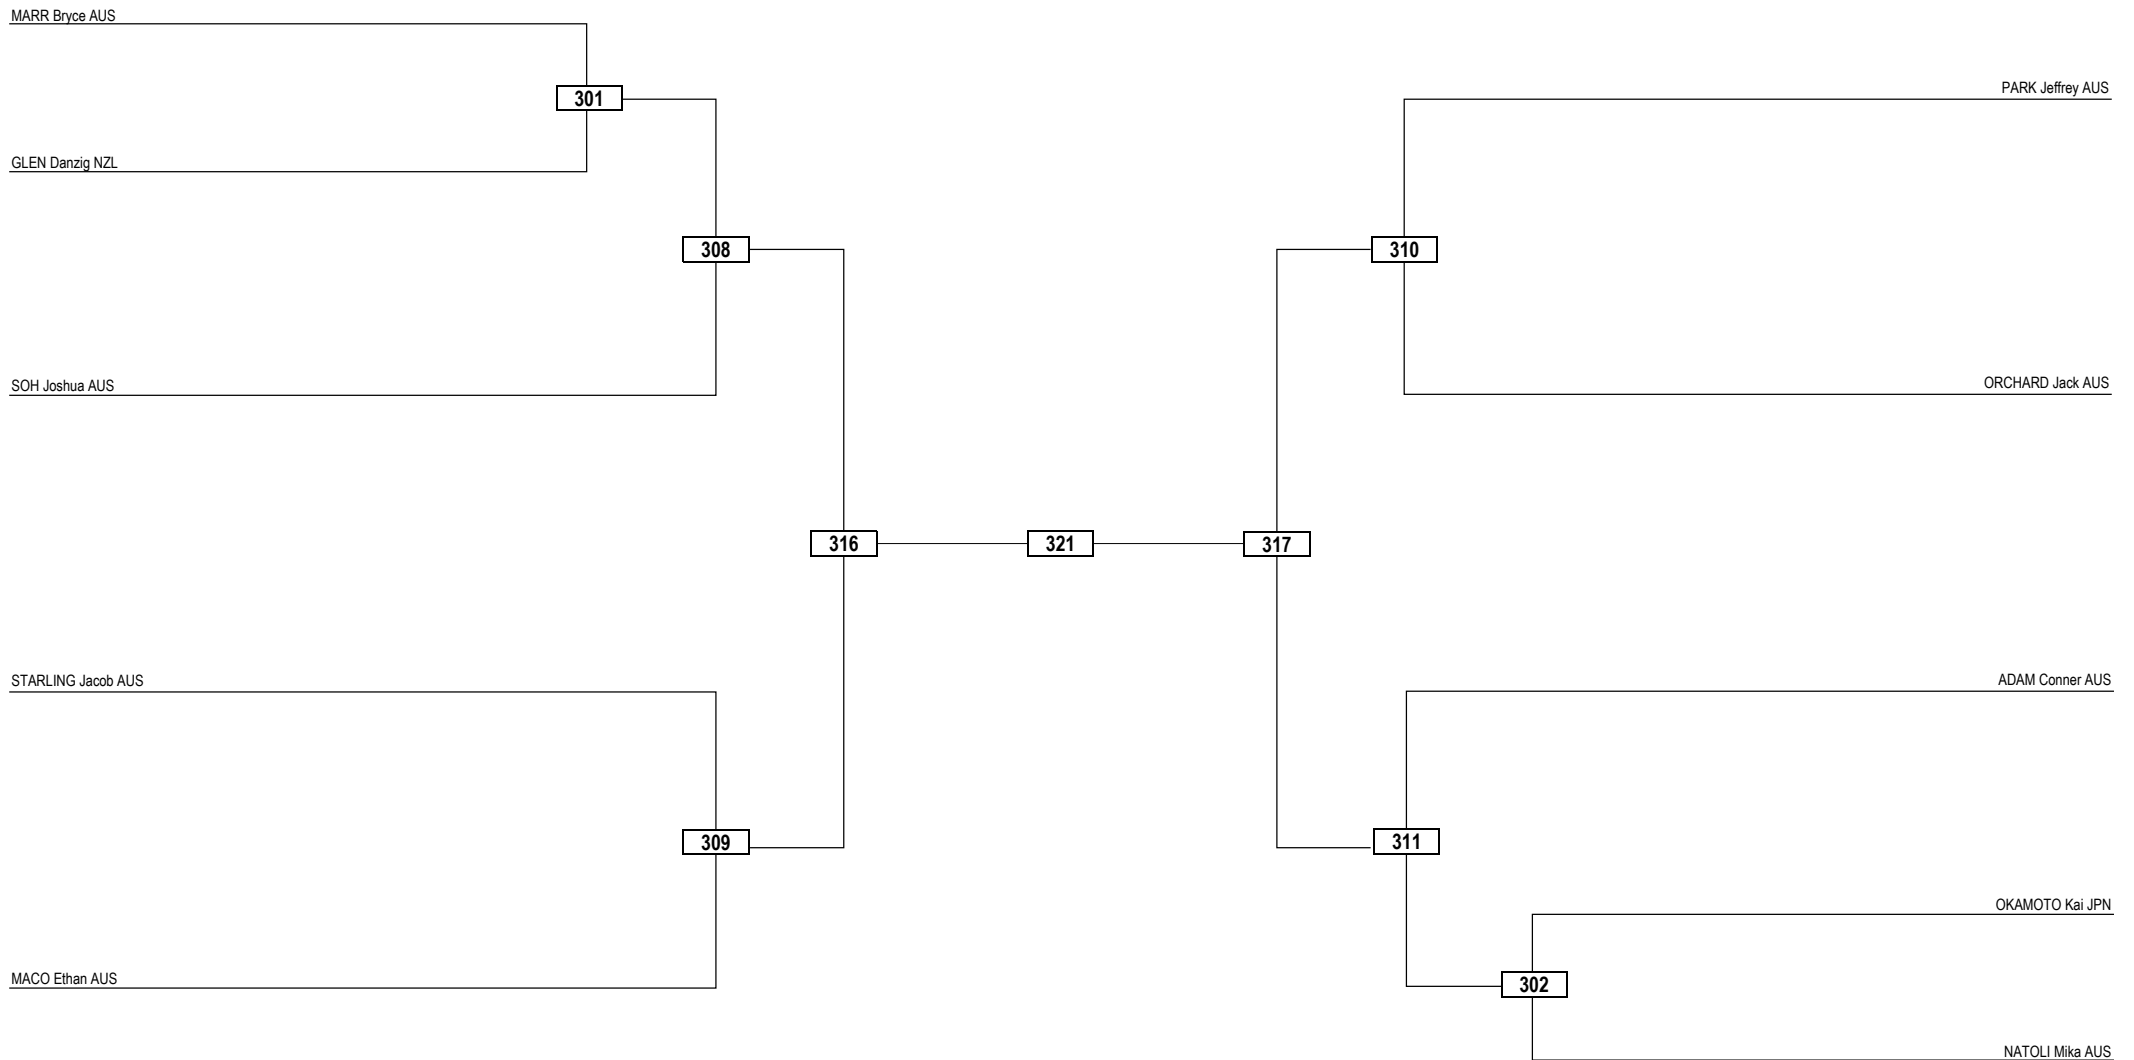 MARR Bryce AUS
PARK Jeffrey AUS
301
GLEN Danzig NZL
308
310
SOH Joshua AUS
ORCHARD Jack AUS
316
321
317
STARLING Jacob AUS
ADAM Conner AUS
309
311
OKAMOTO Kai JPN
MACO Ethan AUS
302
NATOLI Mika AUS